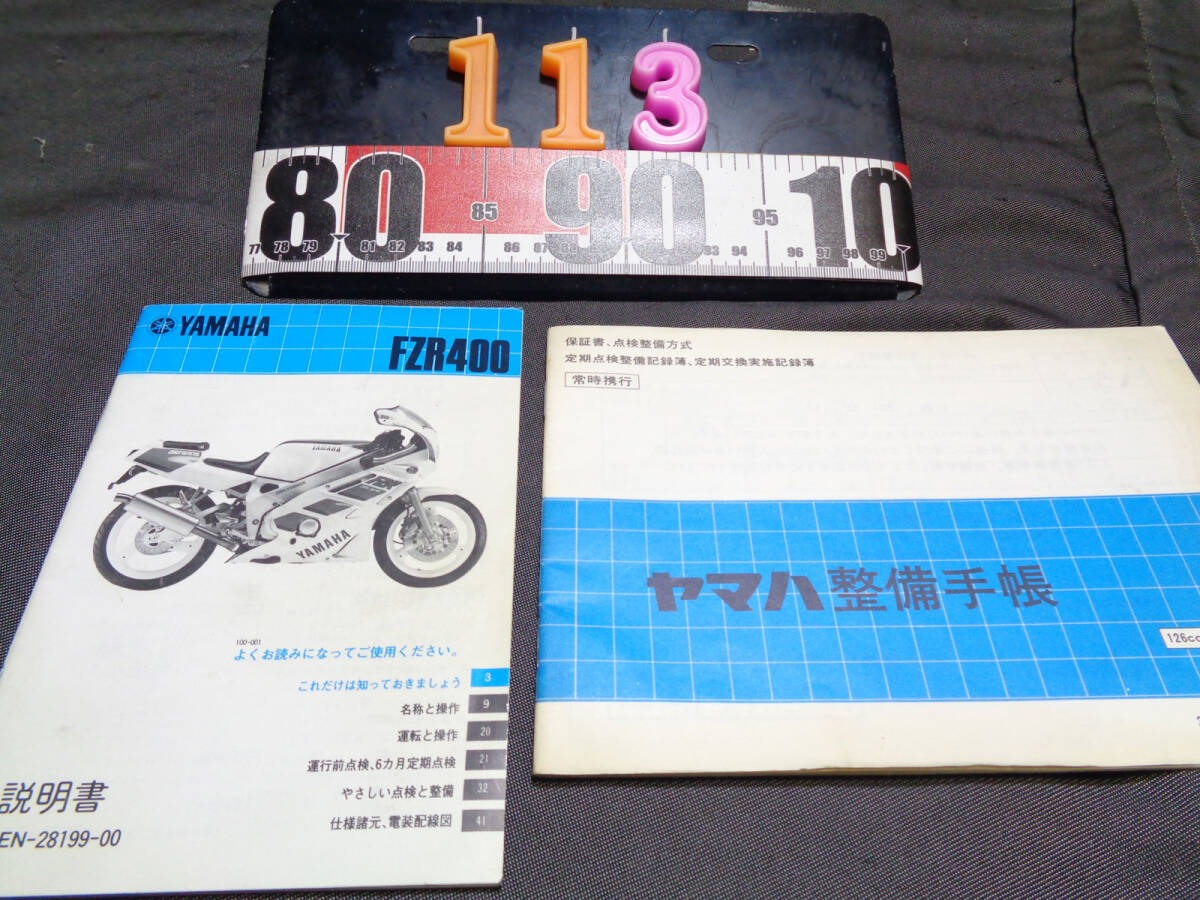 113
80 90 10
85 95
77 78 79 81 82 83 84 86 87 88 93 94 96 97 98 99
YAMAHA
FZR400
YAMAHA
YAMAHA
100-001
よくお読みになってご使用ください。
これだけは知っておきましょう 3
名称と操作 9
運転と操作 20
運行前点検、6カ月定期点検 21
やさしい点検と整備 32
仕様諸元、電装配線図 41
説明書
EN-28199-00
保証書、点検整備方式
定期点検整備記録簿、定期交換実施記録簿
常時携行
ヤマハ整備手帳
126cc